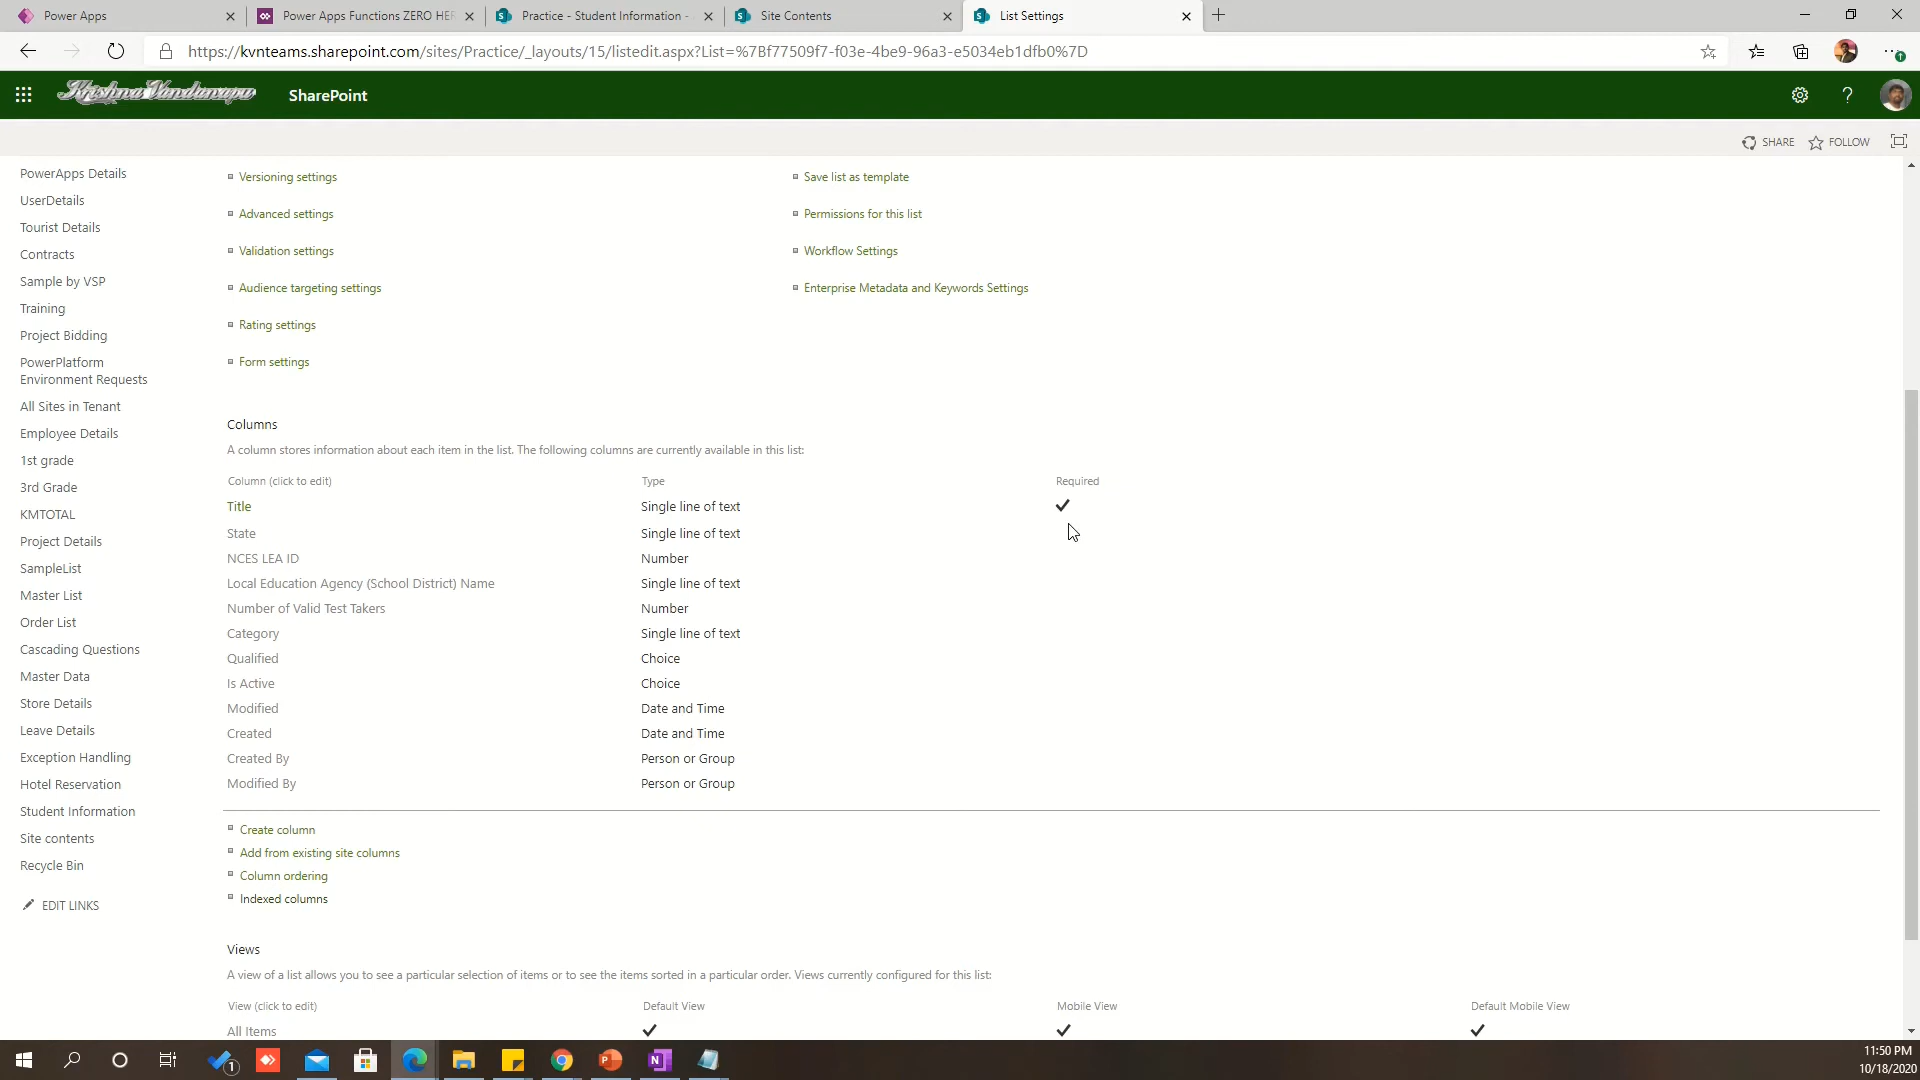 Power Apps
Power Apps Functions ZERO HER
Practice - Student Information -
Site Contents
List Settings
https://kvnteams.sharepoint.com/sites/Practice/_layouts/15/listedit.aspx?List=%7Bf77509f7-f03e-4be9-96a3-e5034eb1dfb0%7D
Krishna Vandanapu
SharePoint
SHARE
FOLLOW
PowerApps Details
UserDetails
Tourist Details
Contracts
Sample by VSP
Training
Project Bidding
PowerPlatform
Environment Requests
All Sites in Tenant
Employee Details
1st grade
3rd Grade
KMTOTAL
Project Details
SampleList
Master List
Order List
Cascading Questions
Master Data
Store Details
Leave Details
Exception Handling
Hotel Reservation
Student Information
Site contents
Recycle Bin
EDIT LINKS
Versioning settings
Save list as template
Advanced settings
Permissions for this list
Validation settings
Workflow Settings
Audience targeting settings
Enterprise Metadata and Keywords Settings
Rating settings
Form settings
Columns
A column stores information about each item in the list. The following columns are currently available in this list:
Column (click to edit) Type Required
Title Single line of text
State Single line of text
NCES LEA ID Number
Local Education Agency (School District) Name Single line of text
Number of Valid Test Takers Number
Category Single line of text
Qualified Choice
Is Active Choice
Modified Date and Time
Created Date and Time
Created By Person or Group
Modified By Person or Group
Create column
Add from existing site columns
Column ordering
Indexed columns
Views
A view of a list allows you to see a particular selection of items or to see the items sorted in a particular order. Views currently configured for this list:
View (click to edit) Default View Mobile View Default Mobile View
All Items
1
11:50 PM
10/18/2020